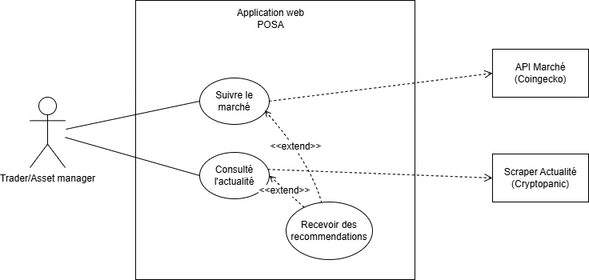 Application web
POSA
Suivre le
marché
API Marché
(Coingecko)
<<extend>>
Trader/Asset manager
Consulté
l'actualité
<<extend>>
Scraper Actualité
(Cryptopanic)
Recevoir des
recommendations